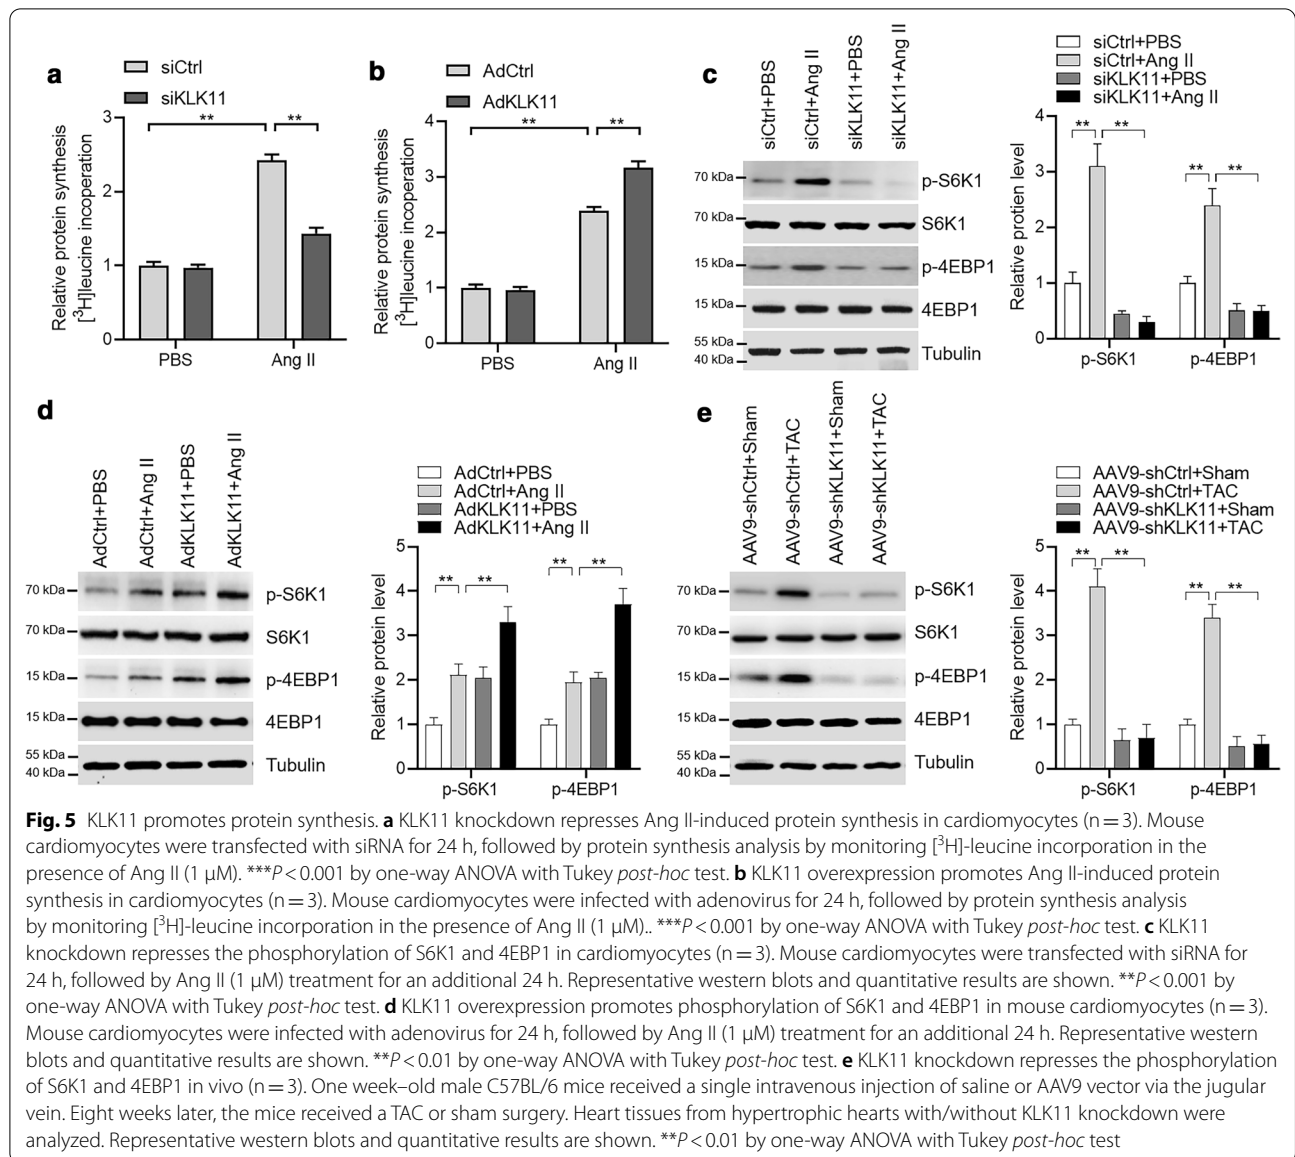 a
siCtrl
siKLK11
Relative protein synthesis
[³H]leucine incoperation
3
2
1
0
**
**
PBS
Ang II
b
AdCtrl
AdKLK11
Relative protein synthesis
[³H]leucine incoperation
4
3
2
1
0
**
**
PBS
Ang II
c
siCtrl+PBS
siCtrl+Ang II
siKLK11+PBS
siKLK11+Ang II
70 kDa
p-S6K1
70 kDa
S6K1
15 kDa
p-4EBP1
15 kDa
4EBP1
55 kDa
40 kDa
Tubulin
siCtrl+PBS
siCtrl+Ang II
siKLK11+PBS
siKLK11+Ang II
Relative protien level
4
3
2
1
0
**
**
**
**
p-S6K1
p-4EBP1
d
AdCtrl+PBS
AdCtrl+Ang II
AdKLK11+PBS
AdKLK11+Ang II
70 kDa
p-S6K1
70 kDa
S6K1
15 kDa
p-4EBP1
15 kDa
4EBP1
55 kDa
40 kDa
Tubulin
AdCtrl+PBS
AdCtrl+Ang II
AdKLK11+PBS
AdKLK11+Ang II
Relative protein level
5
4
3
2
1
0
**
**
**
**
p-S6K1
p-4EBP1
e
AAV9-shCtrl+Sham
AAV9-shCtrl+TAC
AAV9-shKLK11+Sham
AAV9-shKLK11+TAC
70 kDa
p-S6K1
70 kDa
S6K1
15 kDa
p-4EBP1
15 kDa
4EBP1
55 kDa
40 kDa
Tubulin
AAV9-shCtrl+Sham
AAV9-shCtrl+TAC
AAV9-shKLK11+Sham
AAV9-shKLK11+TAC
Relative protein level
5
4
3
2
1
0
**
**
**
**
p-S6K1
p-4EBP1
Fig. 5 KLK11 promotes protein synthesis. a KLK11 knockdown represses Ang II-induced protein synthesis in cardiomyocytes (n = 3). Mouse
cardiomyocytes were transfected with siRNA for 24 h, followed by protein synthesis analysis by monitoring [³H]-leucine incorporation in the
presence of Ang II (1 μM). ***P < 0.001 by one-way ANOVA with Tukey post-hoc test. b KLK11 overexpression promotes Ang II-induced protein
synthesis in cardiomyocytes (n = 3). Mouse cardiomyocytes were infected with adenovirus for 24 h, followed by protein synthesis analysis
by monitoring [³H]-leucine incorporation in the presence of Ang II (1 μM).. ***P < 0.001 by one-way ANOVA with Tukey post-hoc test. c KLK11
knockdown represses the phosphorylation of S6K1 and 4EBP1 in cardiomyocytes (n = 3). Mouse cardiomyocytes were transfected with siRNA for
24 h, followed by Ang II (1 μM) treatment for an additional 24 h. Representative western blots and quantitative results are shown. **P < 0.001 by
one-way ANOVA with Tukey post-hoc test. d KLK11 overexpression promotes phosphorylation of S6K1 and 4EBP1 in mouse cardiomyocytes (n = 3).
Mouse cardiomyocytes were infected with adenovirus for 24 h, followed by Ang II (1 μM) treatment for an additional 24 h. Representative western
blots and quantitative results are shown. **P < 0.01 by one-way ANOVA with Tukey post-hoc test. e KLK11 knockdown represses the phosphorylation
of S6K1 and 4EBP1 in vivo (n = 3). One week–old male C57BL/6 mice received a single intravenous injection of saline or AAV9 vector via the jugular
vein. Eight weeks later, the mice received a TAC or sham surgery. Heart tissues from hypertrophic hearts with/without KLK11 knockdown were
analyzed. Representative western blots and quantitative results are shown. **P < 0.01 by one-way ANOVA with Tukey post-hoc test